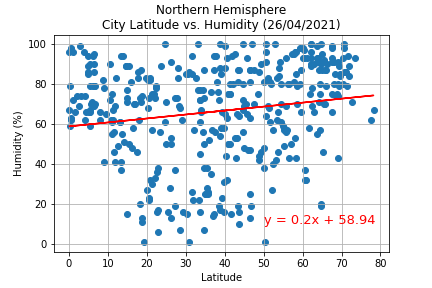 Northern Hemisphere
City Latitude vs. Humidity (26/04/2021)
100
80
60
40
20
0
Humidity (%)
y = 0.2x + 58.94
0 10 20 30 40 50 60 70 80
Latitude